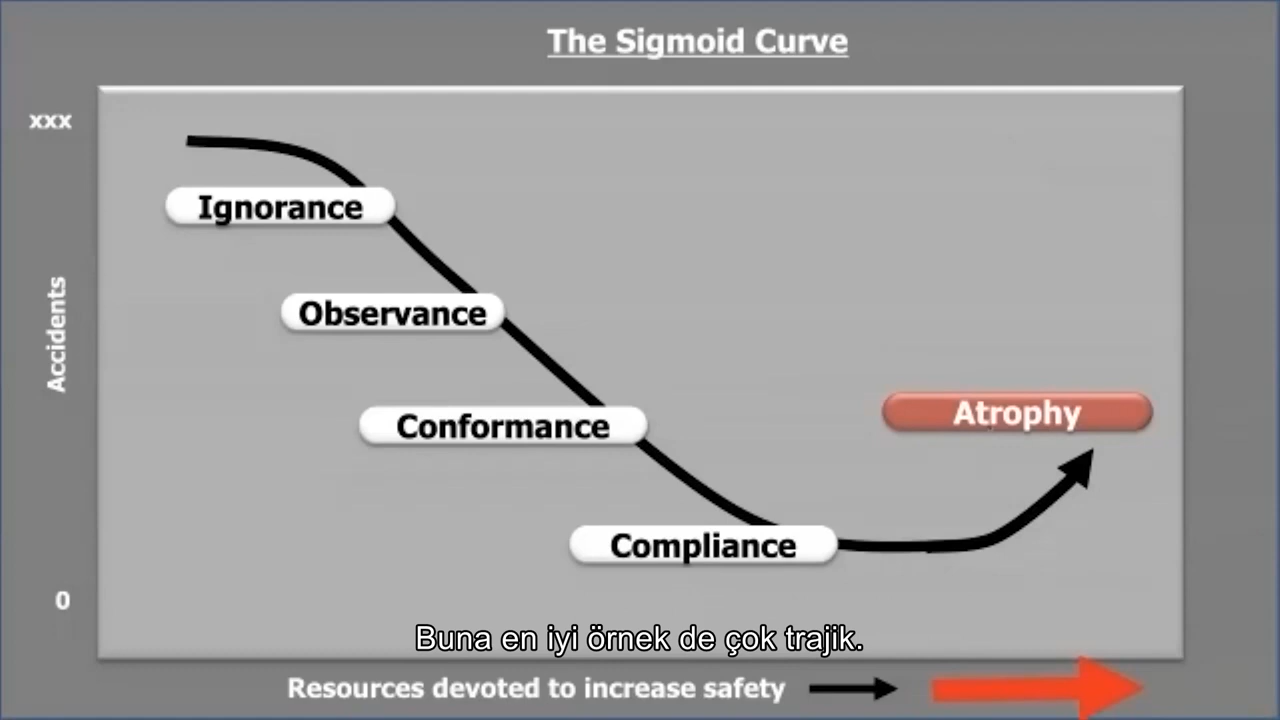 The Sigmoid Curve
xxx
Ignorance
Observance
Accidents
Conformance
Atrophy
Compliance
0
Buna en iyi örnek de çok trajik.
Resources devoted to increase safety